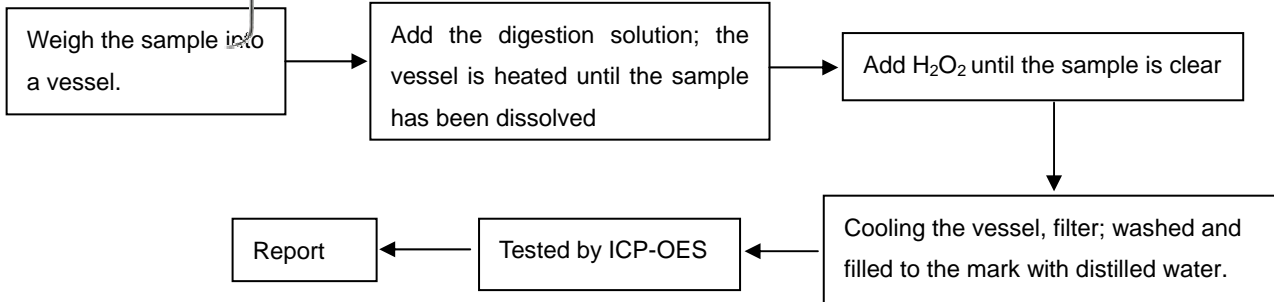 Weigh the sample into
a vessel.
Add the digestion solution; the
vessel is heated until the sample
has been dissolved
Add H₂O₂ until the sample is clear
Cooling the vessel, filter; washed and
filled to the mark with distilled water.
Tested by ICP-OES
Report